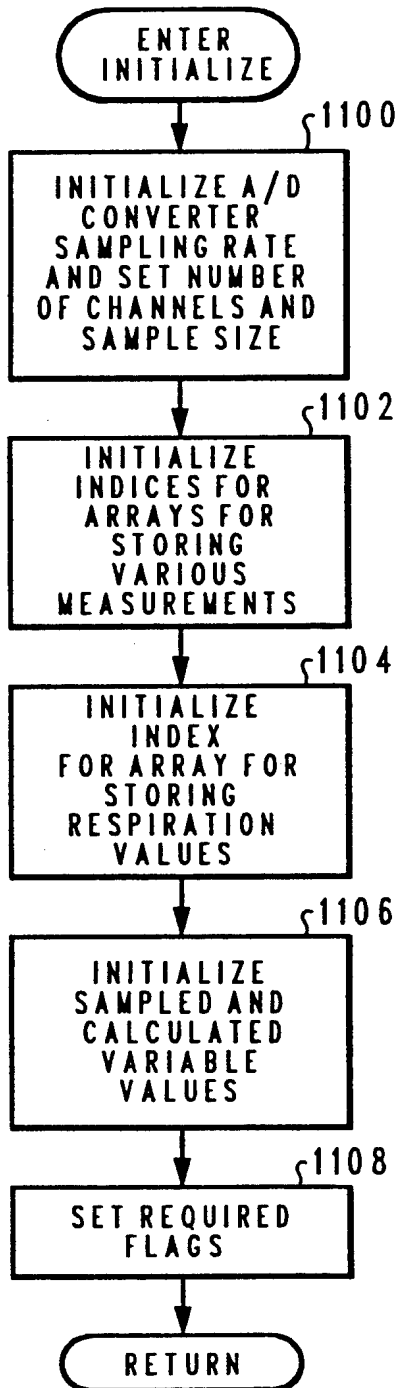 ENTER
INITIALIZE
1100
INITIALIZE A/D
CONVERTER
SAMPLING RATE
AND SET NUMBER
OF CHANNELS AND
SAMPLE SIZE
1102
INITIALIZE
INDICES FOR
ARRAYS FOR
STORING
VARIOUS
MEASUREMENTS
1104
INITIALIZE
INDEX
FOR ARRAY FOR
STORING
RESPIRATION
VALUES
1106
INITIALIZE
SAMPLED AND
CALCULATED
VARIABLE
VALUES
1108
SET REQUIRED
FLAGS
RETURN